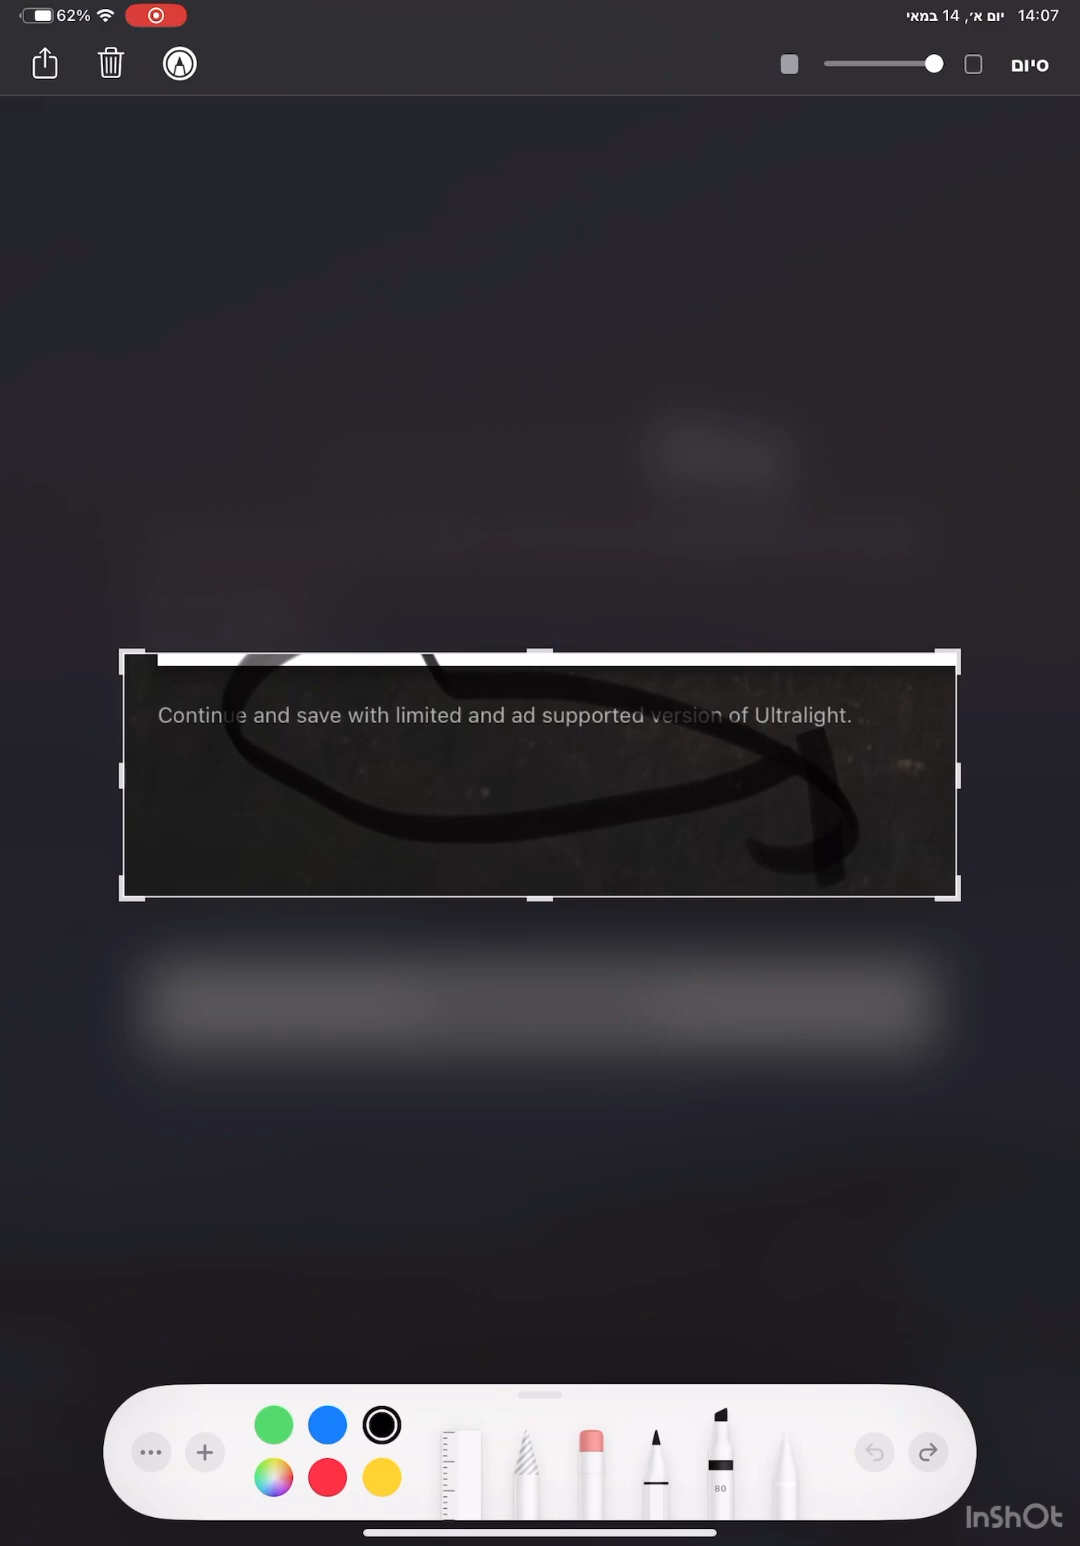 62%
יום א׳, 14 במאי 14:07
סיום
Continue and save with limited and ad supported version of Ultralight.
80
InShOt